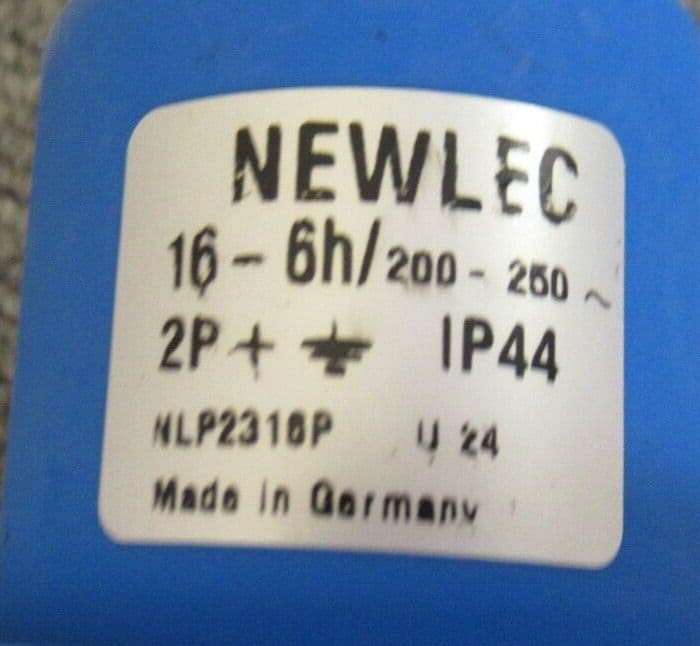 NEWLEC
16 - 6h/200 - 250 ~
2P + ⏚ IP44
NLP2316P U 24
Made in Germany